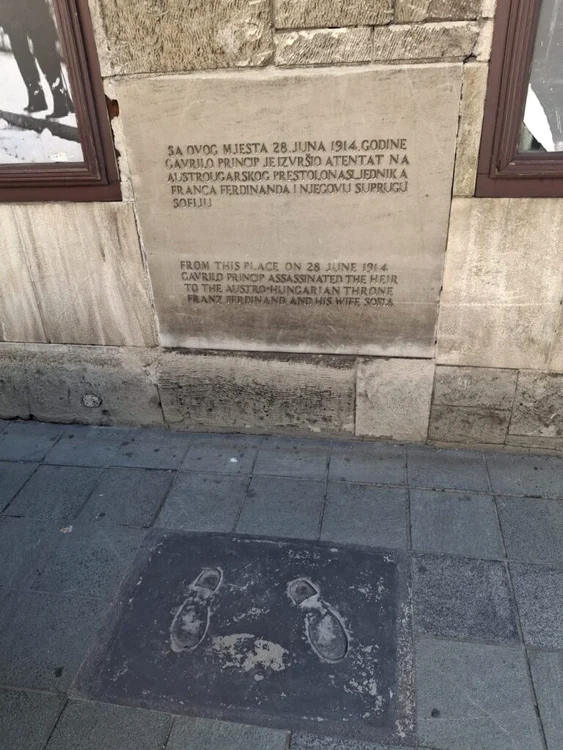 SA OVOG MJESTA 28. JUNA 1914. GODINE
GAVRILO PRINCIP JE IZVRŠIO ATENTAT NA
AUSTROUGARSKOG PRESTOLONASLJEDNIKA
FRANCA FERDINANDA I NJEGOVU SUPRUGU
SOFIJU
FROM THIS PLACE ON 28 JUNE 1914
GAVRILO PRINCIP ASSASSINATED THE HEIR
TO THE AUSTRO-HUNGARIAN THRONE
FRANZ FERDINAND AND HIS WIFE SOFIA